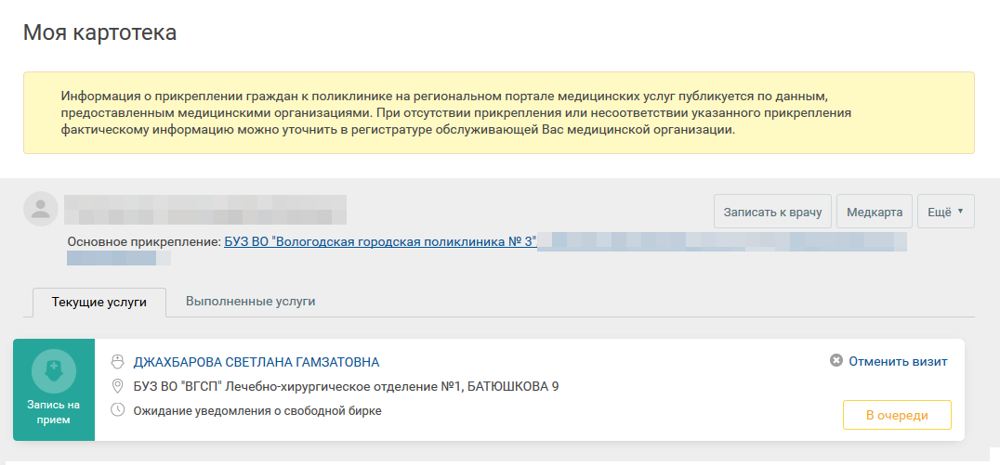 Моя картотека
Информация о прикреплении граждан к поликлинике на региональном портале медицинских услуг публикуется по данным,
предоставленным медицинскими организациями. При отсутствии прикрепления или несоответствии указанного прикрепления
фактическому информацию можно уточнить в регистратуре обслуживающей Вас медицинской организации.
Записать к врачу
Медкарта
Ещё
Основное прикрепление: БУЗ ВО "Вологодская городская поликлиника № 3"
Текущие услуги
Выполненные услуги
Запись на
прием
ДЖАХБАРОВА СВЕТЛАНА ГАМЗАТОВНА
БУЗ ВО "ВГСП" Лечебно-хирургическое отделение №1, БАТЮШКОВА 9
Ожидание уведомления о свободной бирке
Отменить визит
В очереди